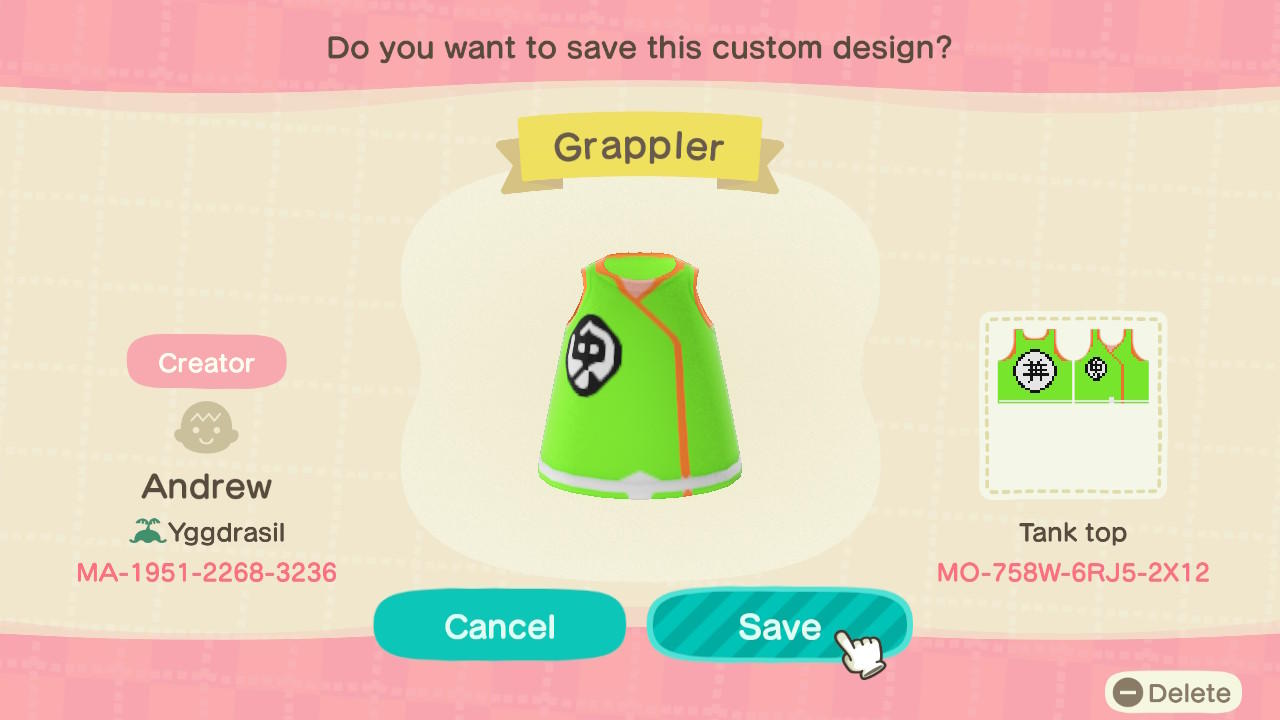 Do you want to save this custom design?
Grappler
Creator
Andrew
Yggdrasil
MA-1951-2268-3236
Tank top
MO-758W-6RJ5-2X12
Cancel
Save
Delete